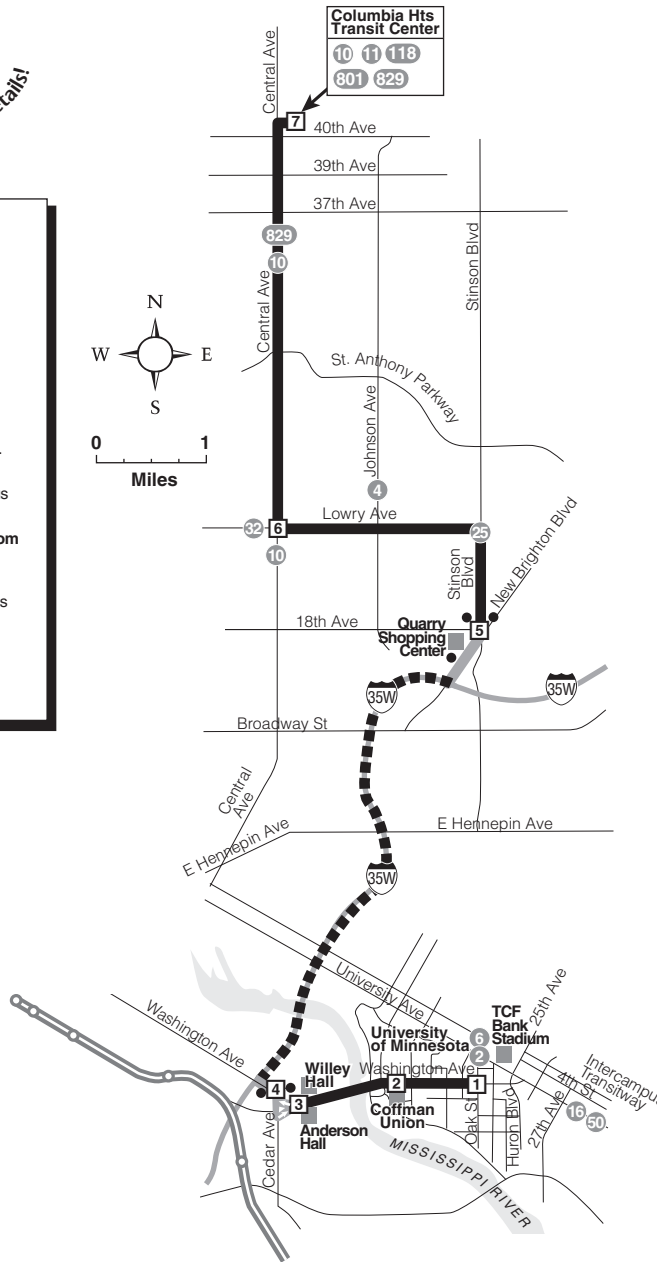 Columbia Hts
Transit Center
10 11 118
801 829
Central Ave
7
40th Ave
39th Ave
37th Ave
829
10
Stinson Blvd
Central Ave
N
W E
S
St. Anthony Parkway
0 1
Miles
Johnson Ave
4
Lowry Ave
32 6 25
10
Stinson
Blvd
New Brighton Blvd
18th Ave
5
Quarry
Shopping
Center
35W
35W
Broadway St
Central
Ave
E Hennepin Ave
E Hennepin Ave
35W
University Ave
Washington Ave
25th Ave
TCF
Bank
Stadium
University
of Minnesota
6
2
Intercampus
Transitway
4th St
Washington Ave
Willey
Hall
4
3
2
1
Coffman
Union
Anderson
Hall
Cedar Ave
Oak St
Huron Blvd
27th Ave
16
50
MISSISSIPPI RIVER